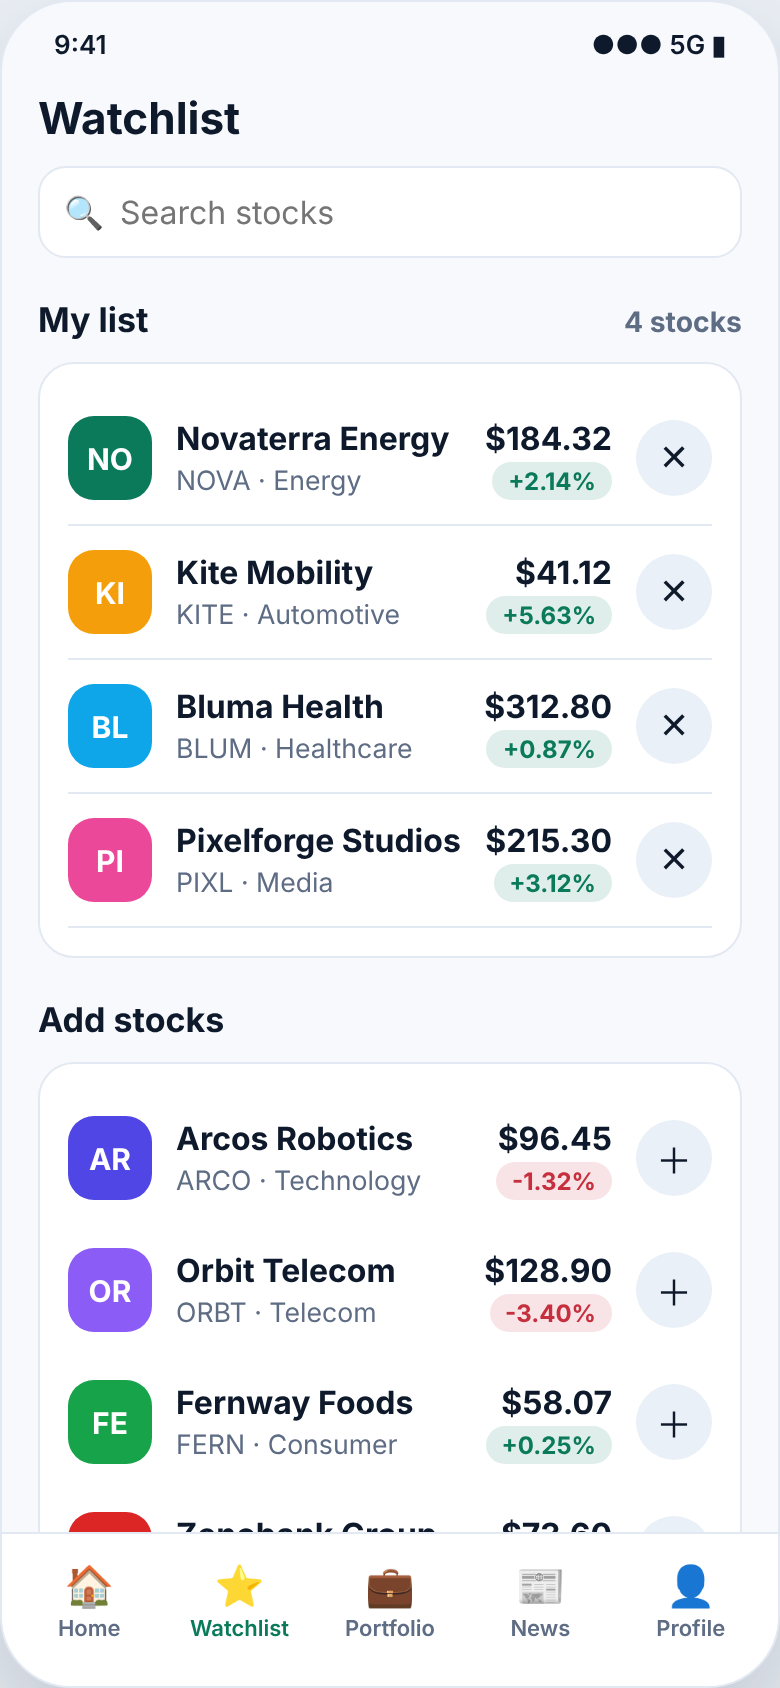 9:41
5G
Watchlist
Search stocks
My list
4 stocks
NO
Novaterra Energy
$184.32
NOVA · Energy
+2.14%
✕
KI
Kite Mobility
$41.12
KITE · Automotive
+5.63%
✕
BL
Bluma Health
$312.80
BLUM · Healthcare
+0.87%
✕
PI
Pixelforge Studios
$215.30
PIXL · Media
+3.12%
✕
Add stocks
AR
Arcos Robotics
$96.45
ARCO · Technology
-1.32%
+
OR
Orbit Telecom
$128.90
ORBT · Telecom
-3.40%
+
FE
Fernway Foods
$58.07
FERN · Consumer
+0.25%
+
Home
Watchlist
Portfolio
News
Profile